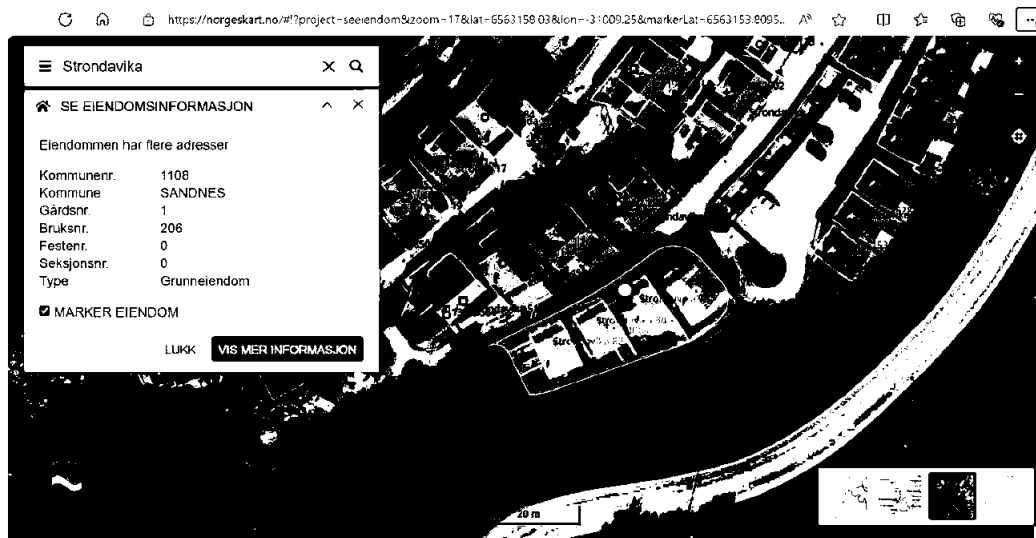 https://norgeskart.no/#!?project=seeiendom&zoom=17&lat=6563158.03&lon=-31009.25&markerLat=6563153.8095..
Strondavika
SE EIENDOMSINFORMASJON
Eiendommen har flere adresser
Kommunenr. 1108
Kommune SANDNES
Gårdsnr. 1
Bruksnr. 206
Festenr. 0
Seksjonsnr. 0
Type Grunneiendom
MARKER EIENDOM
LUKK VIS MER INFORMASJON
20 m